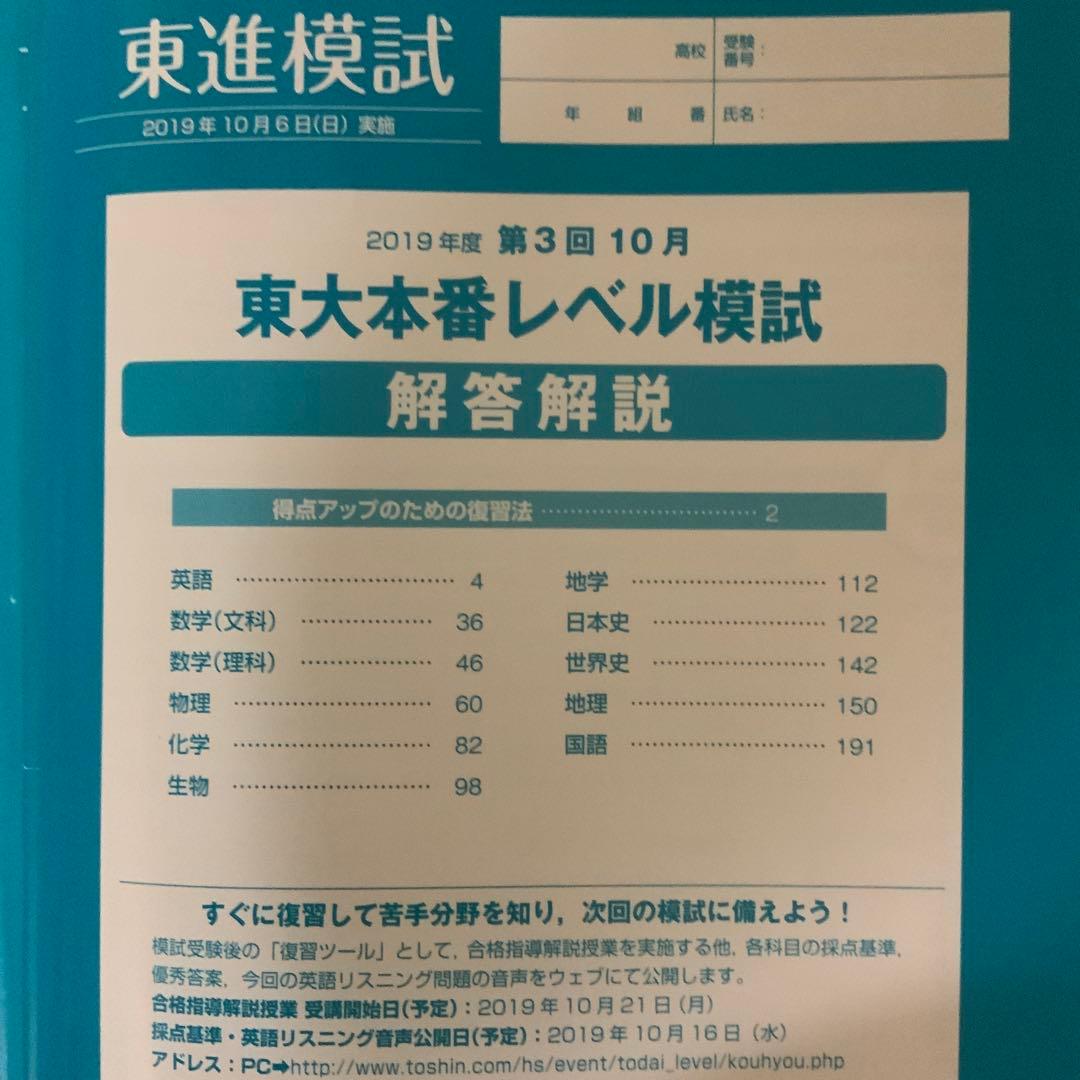 東進模試
2019年10月6日(日) 実施
高校 受験番号：
年 組 番 氏名：
2019年度 第3回 10月
東大本番レベル模試
解答解説
得点アップのための復習法 …………………………… 2
英語 …………………………… 4
数学(文科) ………………… 36
数学(理科) ………………… 46
物理 ………………………… 60
化学 ………………………… 82
生物 ………………………… 98
地学 ………………………… 112
日本史 ……………………… 122
世界史 ……………………… 142
地理 ………………………… 150
国語 ………………………… 191
すぐに復習して苦手分野を知り，次回の模試に備えよう！
模試受験後の「復習ツール」として，合格指導解説授業を実施する他，各科目の採点基準，
優秀答案，今回の英語リスニング問題の音声をウェブにて公開します。
合格指導解説授業 受講開始日(予定)：2019年10月21日（月）
採点基準・英語リスニング音声公開日(予定)：2019年10月16日（水）
アドレス：PC➡http://www.toshin.com/hs/event/todai_level/kouhyou.php